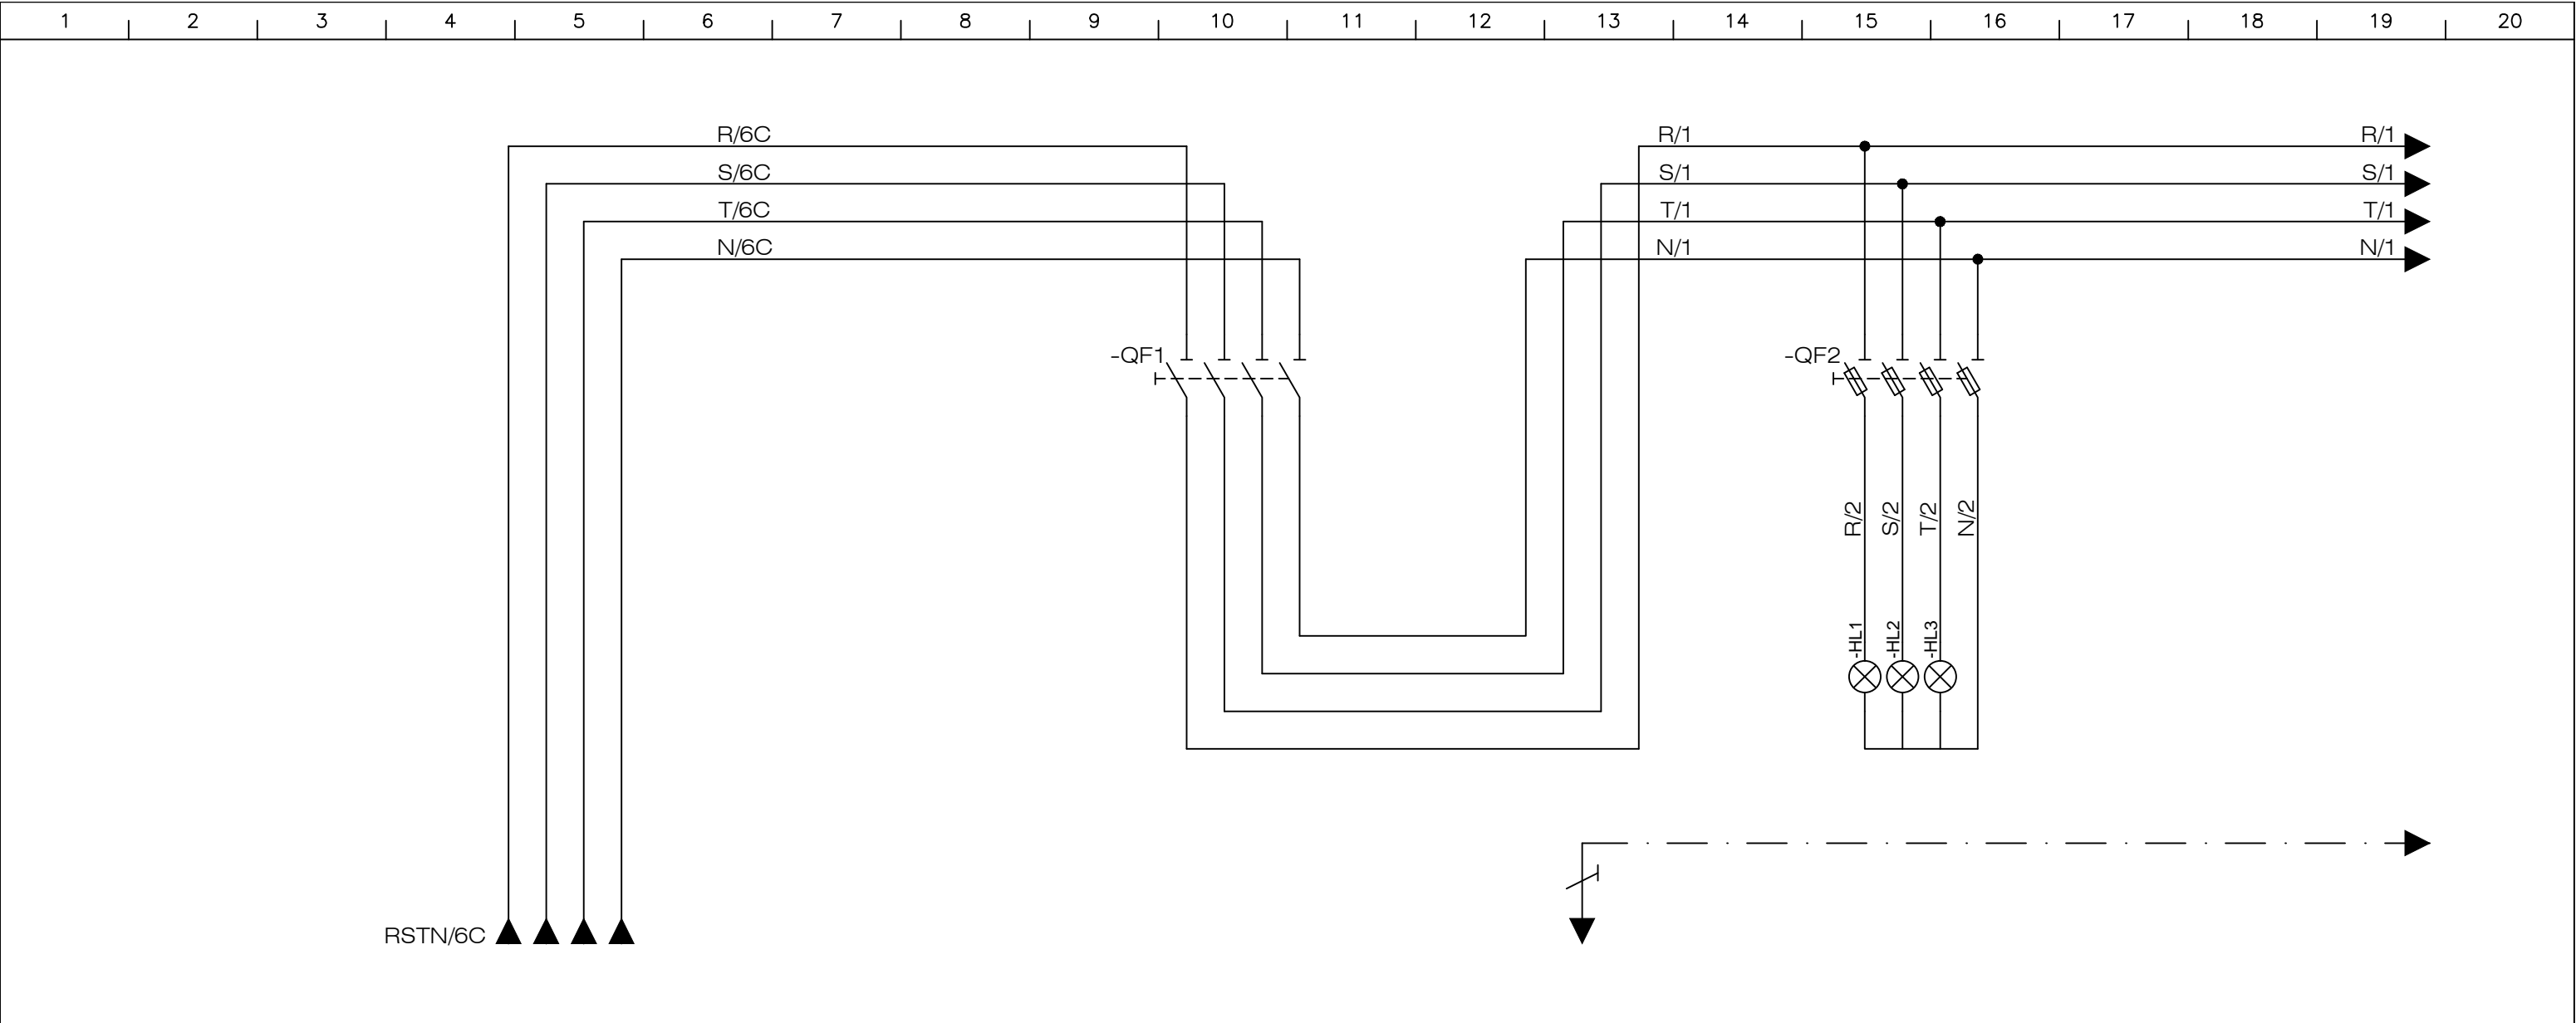 1 2 3 4 5 6 7 8 9 10 11 12 13 14 15 16 17 18 19 20
R/6C R/1 R/1
S/6C S/1 S/1
T/6C T/1 T/1
N/6C N/1 N/1
-QF1 -QF2
R/2 S/2 T/2 N/2
-HL1 -HL2 -HL3
RSTN/6C